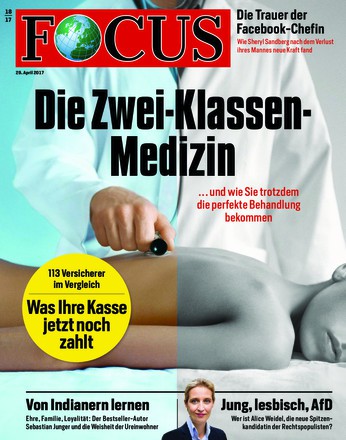 18
17
FOCUS
29. April 2017
Die Trauer der
Facebook-Chefin
Wie Sheryl Sandberg nach dem Verlust
ihres Mannes neue Kraft fand
Die Zwei-Klassen-
Medizin
... und wie Sie trotzdem
die perfekte Behandlung
bekommen
113 Versicherer
im Vergleich
Was Ihre Kasse
jetzt noch
zahlt
Von Indianern lernen
Ehre, Familie, Loyalität: Der Bestseller-Autor
Sebastian Junger und die Weisheit der Ureinwohner
Jung, lesbisch, AfD
Wer ist Alice Weidel, die neue Spitzen-
kandidatin der Rechtspopulisten?